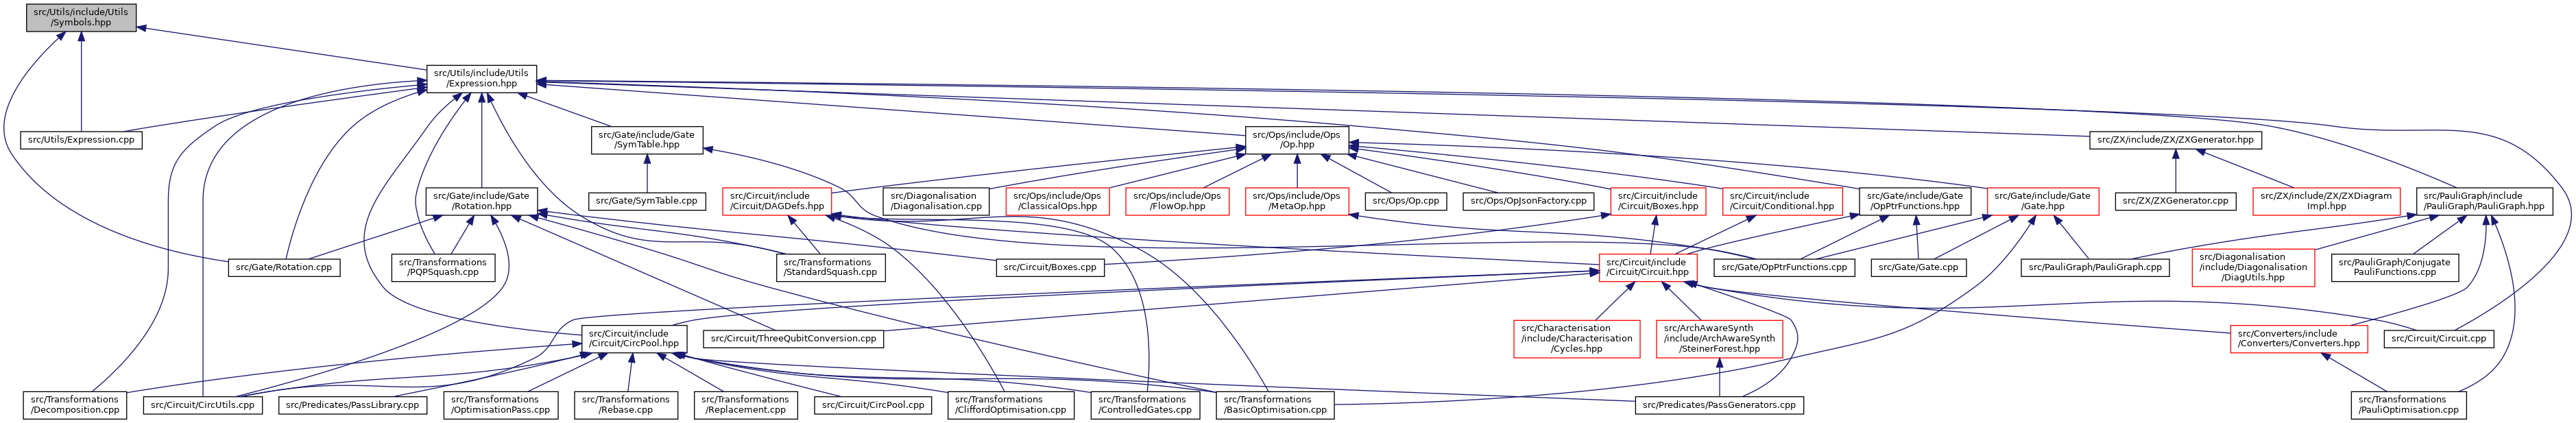 src/Utils/include/Utils
/Symbols.hpp
src/Utils/include/Utils
/Expression.hpp
src/Utils/Expression.cpp
src/Gate/include/Gate
/SymTable.hpp
src/Ops/include/Ops
/Op.hpp
src/ZX/include/ZX/ZXGenerator.hpp
src/Gate/include/Gate
/Rotation.hpp
src/Gate/SymTable.cpp
src/Circuit/include
/Circuit/DAGDefs.hpp
src/Diagonalisation
/Diagonalisation.cpp
src/Ops/include/Ops
/ClassicalOps.hpp
src/Ops/include/Ops
/FlowOp.hpp
src/Ops/include/Ops
/MetaOp.hpp
src/Ops/Op.cpp
src/Ops/OpJsonFactory.cpp
src/Circuit/include
/Circuit/Boxes.hpp
src/Circuit/include
/Circuit/Conditional.hpp
src/Gate/include/Gate
/OpPtrFunctions.hpp
src/Gate/include/Gate
/Gate.hpp
src/ZX/ZXGenerator.cpp
src/ZX/include/ZX/ZXDiagram
Impl.hpp
src/PauliGraph/include
/PauliGraph/PauliGraph.hpp
src/Gate/Rotation.cpp
src/Transformations
/PQPSquash.cpp
src/Transformations
/StandardSquash.cpp
src/Circuit/Boxes.cpp
src/Circuit/include
/Circuit/Circuit.hpp
src/Gate/OpPtrFunctions.cpp
src/Gate/Gate.cpp
src/PauliGraph/PauliGraph.cpp
src/Diagonalisation
/include/Diagonalisation
/DiagUtils.hpp
src/PauliGraph/Conjugate
PauliFunctions.cpp
src/Circuit/include
/Circuit/CircPool.hpp
src/Circuit/ThreeQubitConversion.cpp
src/Characterisation
/include/Characterisation
/Cycles.hpp
src/ArchAwareSynth
/include/ArchAwareSynth
/SteinerForest.hpp
src/Converters/include
/Converters/Converters.hpp
src/Circuit/Circuit.cpp
src/Transformations
/Decomposition.cpp
src/Circuit/CircUtils.cpp
src/Predicates/PassLibrary.cpp
src/Transformations
/OptimisationPass.cpp
src/Transformations
/Rebase.cpp
src/Transformations
/Replacement.cpp
src/Circuit/CircPool.cpp
src/Transformations
/CliffordOptimisation.cpp
src/Transformations
/ControlledGates.cpp
src/Transformations
/BasicOptimisation.cpp
src/Predicates/PassGenerators.cpp
src/Transformations
/PauliOptimisation.cpp